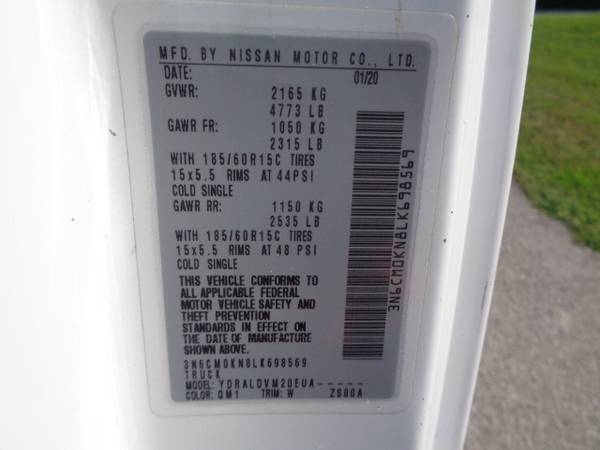 MFD. BY NISSAN MOTOR CO., LTD.
DATE: 01/20
GVWR: 2165 KG
4773 LB
GAWR FR: 1050 KG
2315 LB
WITH 185/60R15C TIRES
15x5.5 RIMS AT 44PSI
COLD SINGLE
GAWR RR: 1150 KG
2535 LB
WITH 185/60R15C TIRES
15x5.5 RIMS AT 48 PSI
COLD SINGLE
THIS VEHICLE CONFORMS TO
ALL APPLICABLE FEDERAL
MOTOR VEHICLE SAFETY AND
THEFT PREVENTION
STANDARDS IN EFFECT ON
THE DATE OF MANUFACTURE
SHOWN ABOVE.
3N6CM0KN8LK698569
TRUCK
MODEL: YDRALDVM20EUA-----
COLOR: QM1 TRIM: W ZS00A
3N6CM0KN8LK698569